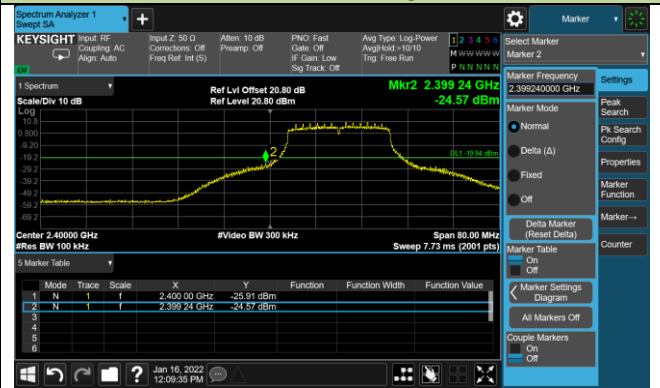 Spectrum Analyzer 1
Swept SA
+
Marker
KEYSIGHT
Input: RF
Coupling: AC
Align: Auto
Input Z: 50 Ω
Corrections: Off
Freq Ref: Int (S)
Atten: 10 dB
Preamp: Off
PNO: Fast
Gate: Off
IF Gain: Low
Sig Track: Off
Avg Type: Log-Power
Avg|Hold:>10/10
Trig: Free Run
1 2 3 4 5 6
M W W W W W
P N N N N N
LXI
Select Marker
Marker 2
1 Spectrum
Scale/Div 10 dB
Log
Ref Lvl Offset 20.80 dB
Ref Level 20.80 dBm
Mkr2 2.399 24 GHz
-24.57 dBm
10.8
0.800
-9.20
-19.2
-29.2
-39.2
-49.2
-59.2
-69.2
2
DL1 -19.54 dBm
Center 2.40000 GHz
#Res BW 100 kHz
#Video BW 300 kHz
Span 80.00 MHz
Sweep 7.73 ms (2001 pts)
5 Marker Table
Mode Trace Scale X Y Function Function Width Function Value
1 N 1 f 2.400 00 GHz -25.91 dBm
2 N 1 f 2.399 24 GHz -24.57 dBm
3
4
5
6
Marker Frequency
2.399240000 GHz
Marker Mode
Normal
Delta (Δ)
Fixed
Off
Delta Marker
(Reset Delta)
Marker Table
On
Off
Marker Settings
Diagram
All Markers Off
Couple Markers
On
Off
Settings
Peak
Search
Pk Search
Config
Properties
Marker
Function
Marker→
Counter
?
Jan 16, 2022
12:09:35 PM